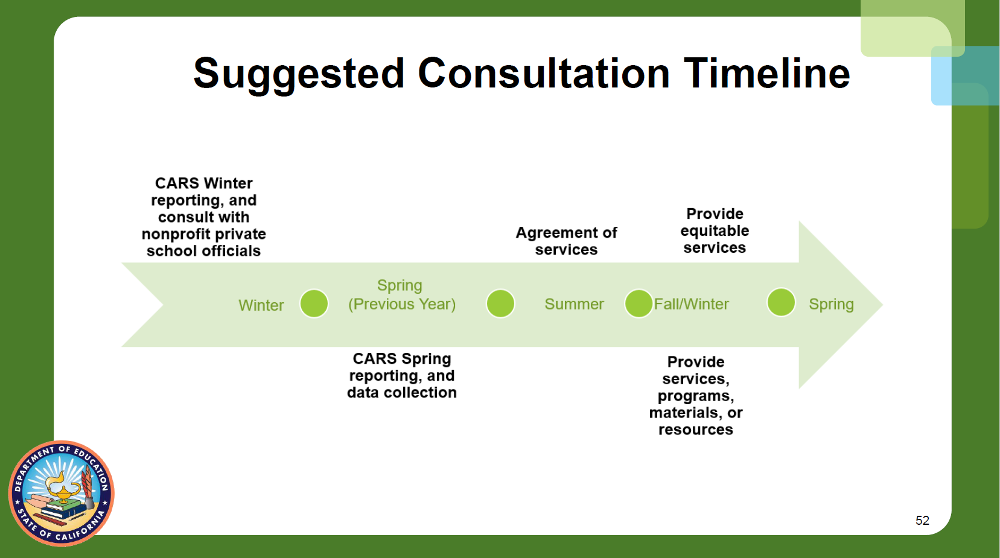 Suggested Consultation Timeline
CARS Winter
reporting, and
consult with
nonprofit private
school officials
Agreement of
services
Provide
equitable
services
Winter
Spring
(Previous Year)
Summer
Fall/Winter
Spring
CARS Spring
reporting, and
data collection
Provide
services,
programs,
materials, or
resources
DEPARTMENT OF EDUCATION
STATE OF CALIFORNIA
52